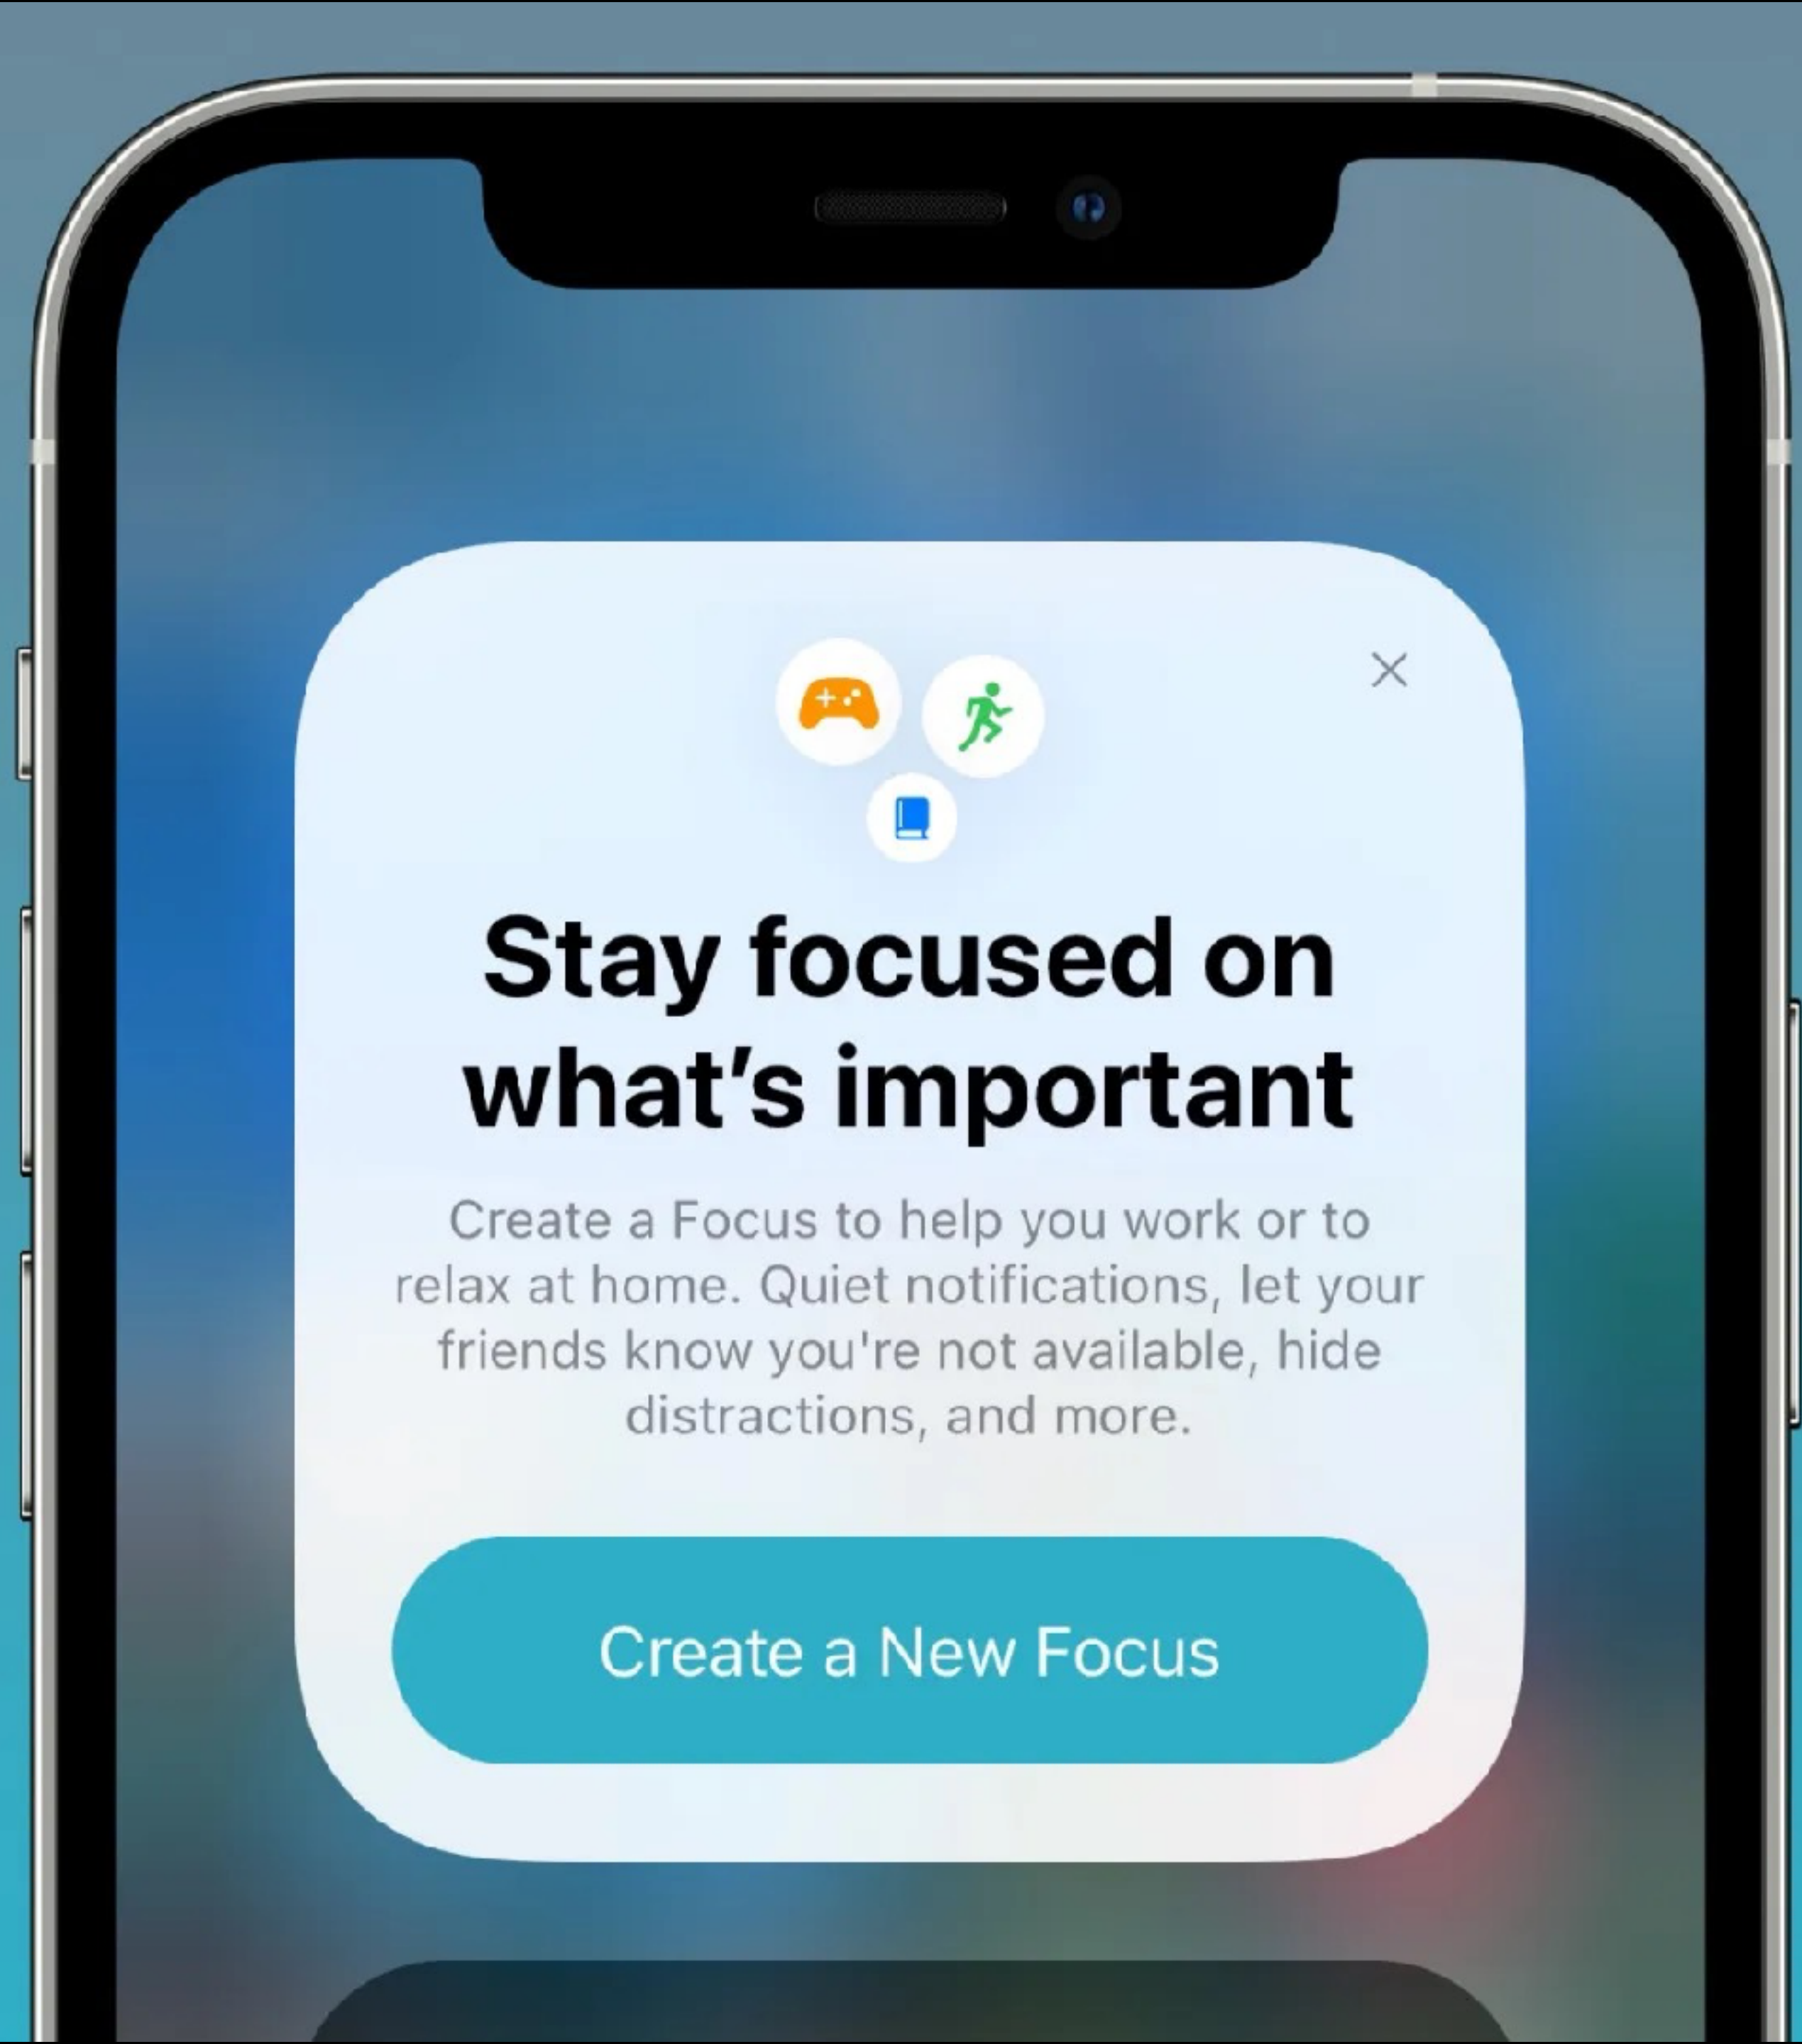 Stay focused on
what’s important
Create a Focus to help you work or to
relax at home. Quiet notifications, let your
friends know you're not available, hide
distractions, and more.
Create a New Focus